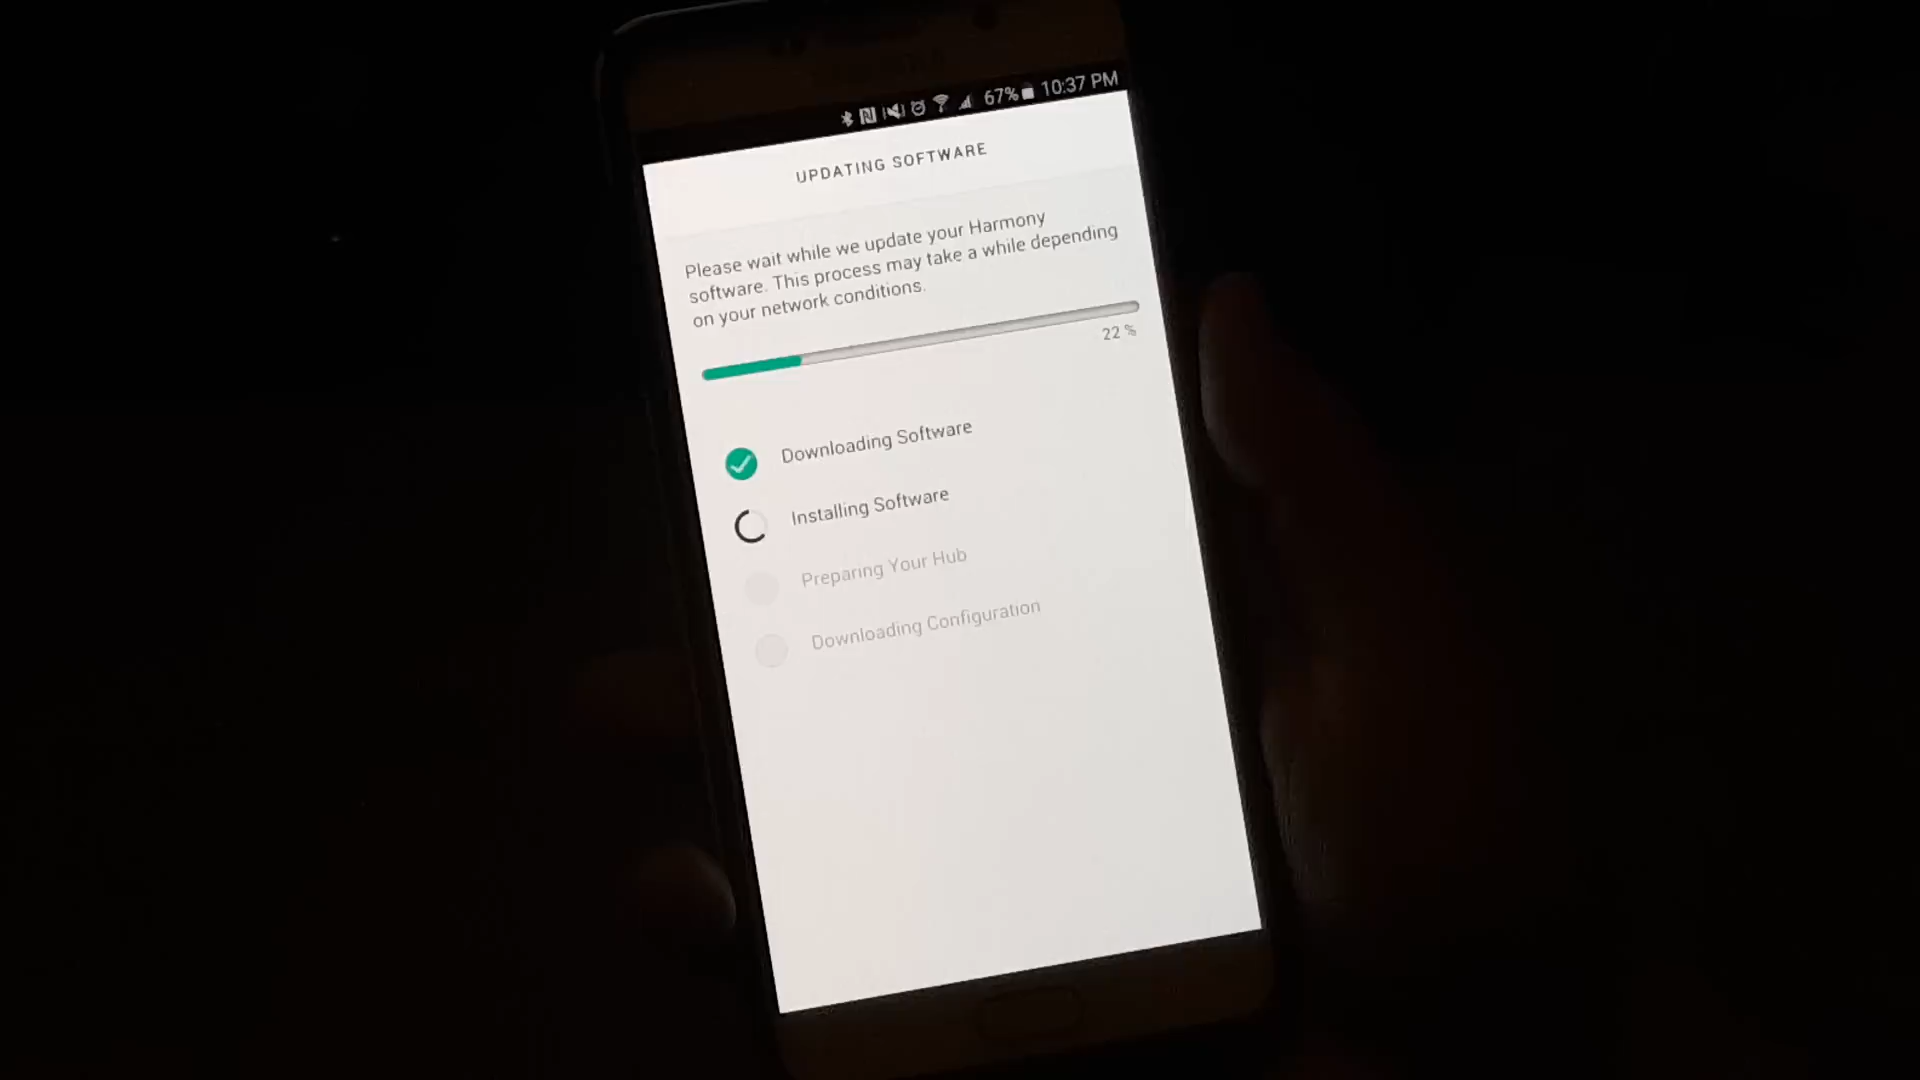 67% 10:37 PM
UPDATING SOFTWARE
Please wait while we update your Harmony
software. This process may take a while depending
on your network conditions.
22 %
Downloading Software
Installing Software
Preparing Your Hub
Downloading Configuration